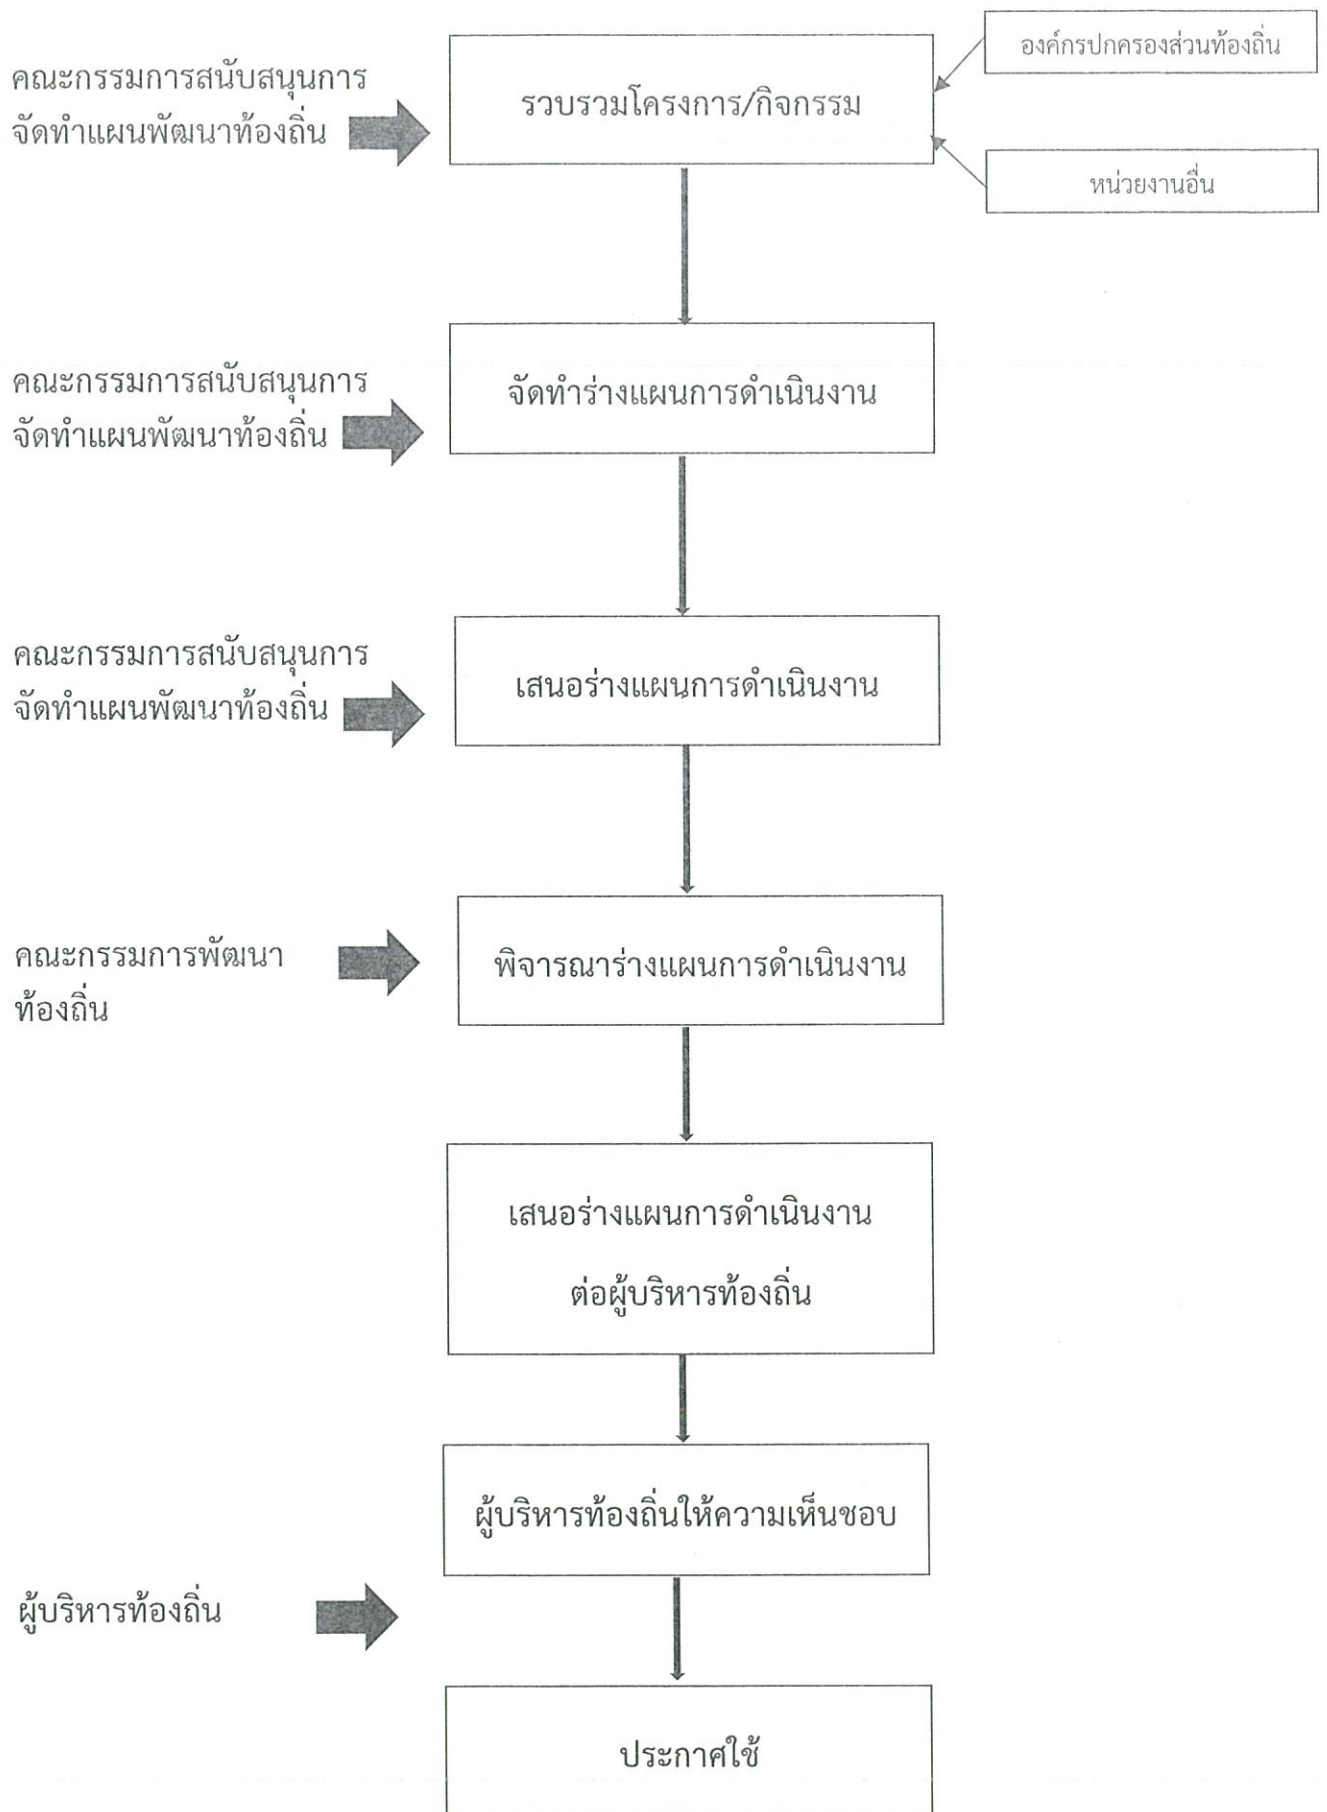 องค์กรปกครองส่วนท้องถิ่น
คณะกรรมการสนับสนุนการ
จัดทำแผนพัฒนาท้องถิ่น
รวบรวมโครงการ/กิจกรรม
หน่วยงานอื่น
คณะกรรมการสนับสนุนการ
จัดทำแผนพัฒนาท้องถิ่น
จัดทำร่างแผนการดำเนินงาน
คณะกรรมการสนับสนุนการ
จัดทำแผนพัฒนาท้องถิ่น
เสนอร่างแผนการดำเนินงาน
คณะกรรมการพัฒนา
ท้องถิ่น
พิจารณาร่างแผนการดำเนินงาน
เสนอร่างแผนการดำเนินงาน
ต่อผู้บริหารท้องถิ่น
ผู้บริหารท้องถิ่นให้ความเห็นชอบ
ผู้บริหารท้องถิ่น
ประกาศใช้